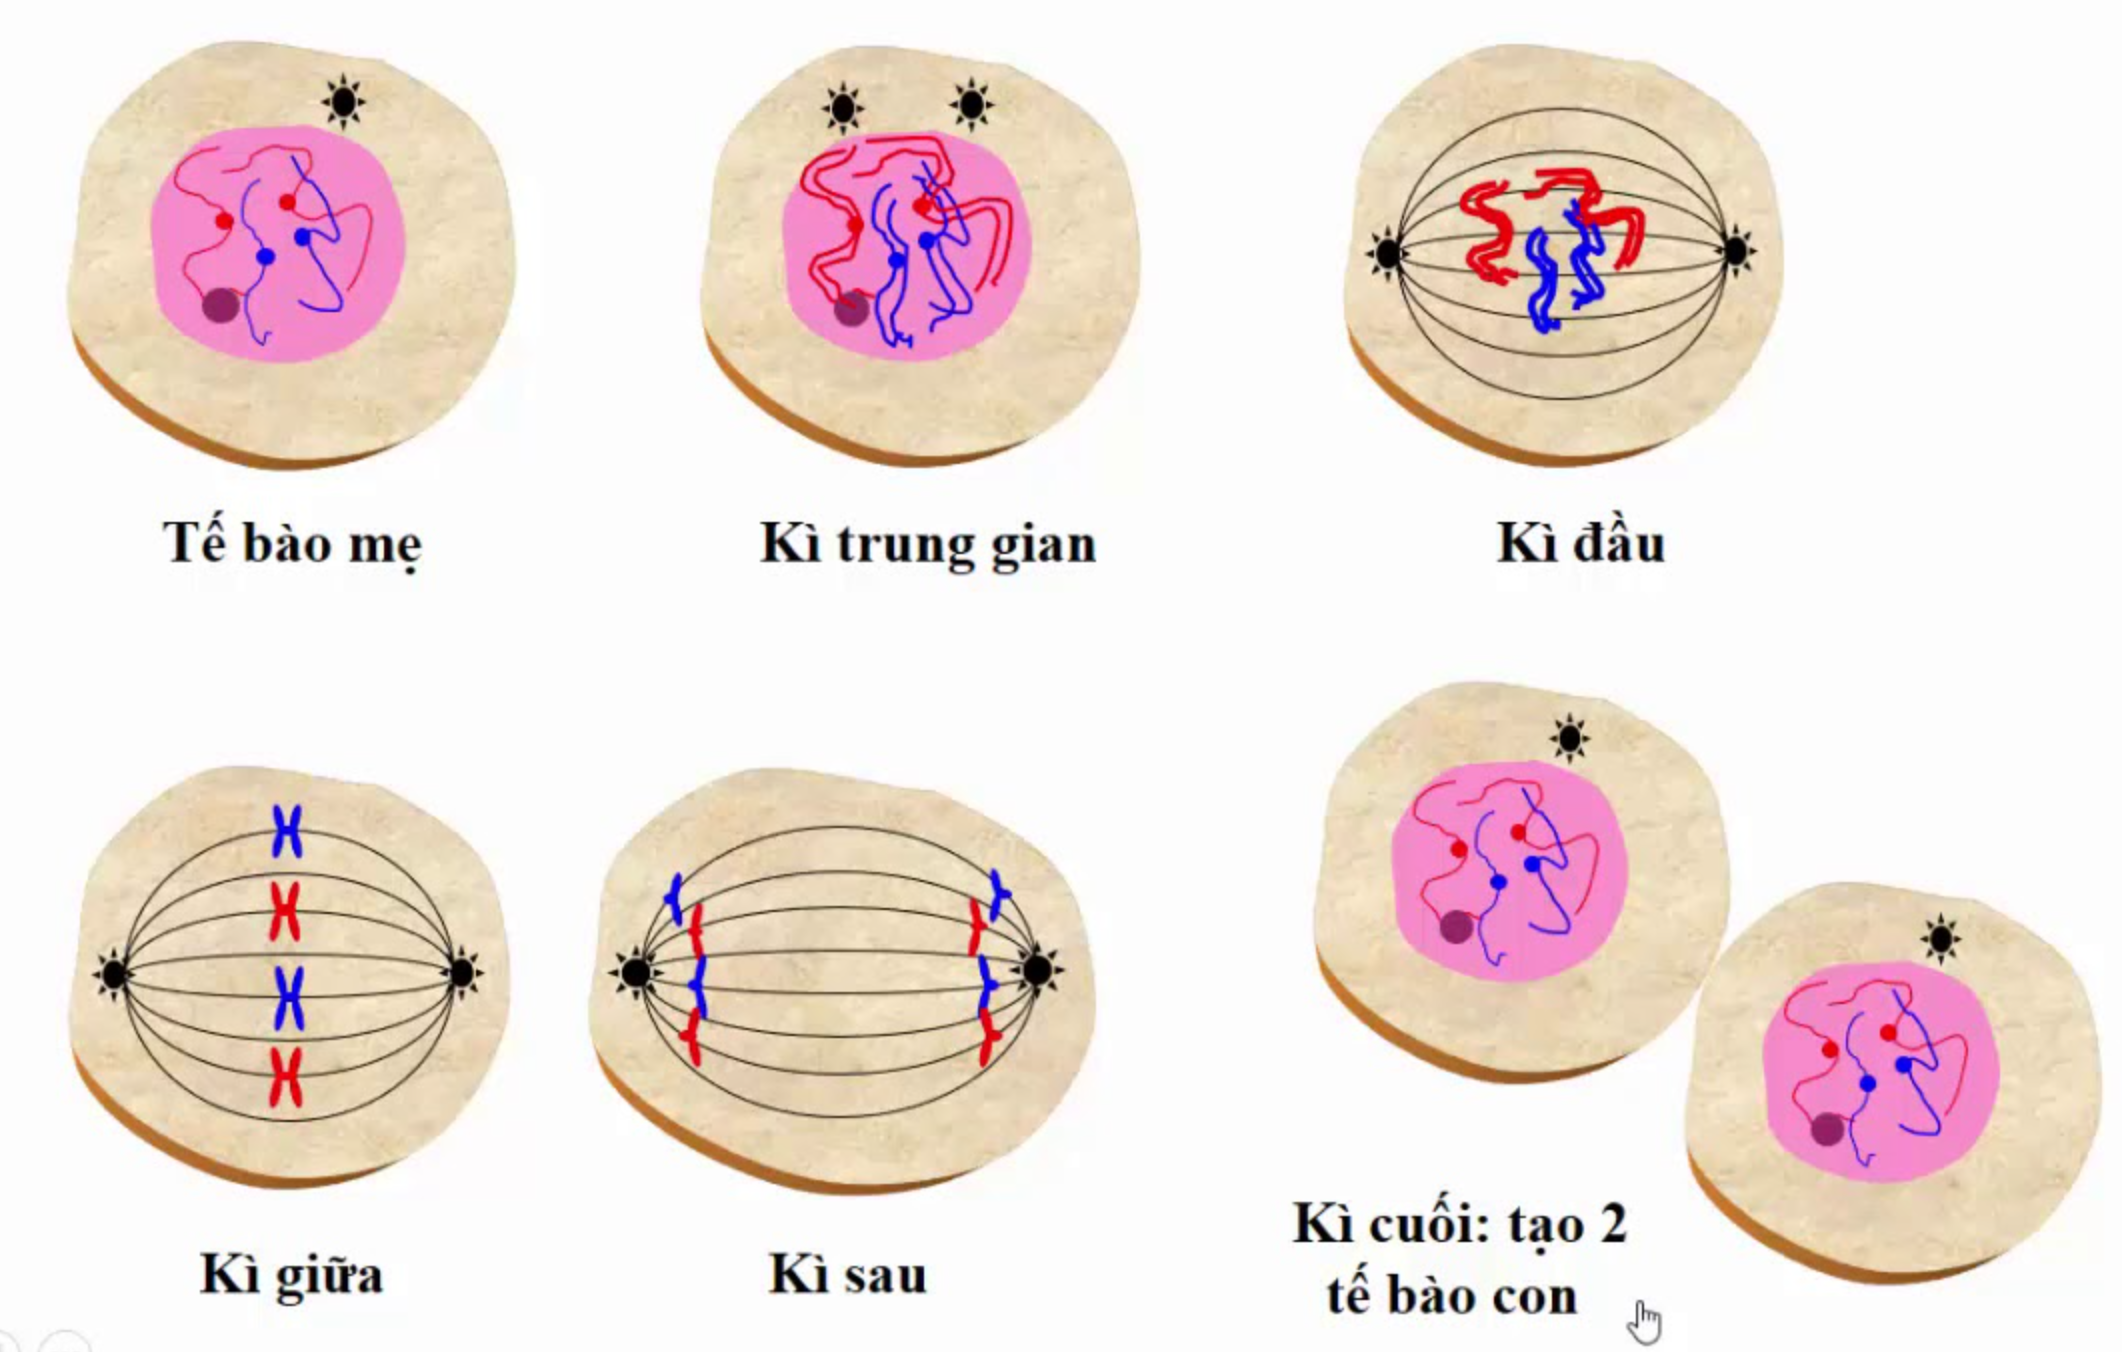 Tế bào mẹ
Kì trung gian
Kì đầu
Kì giữa
Kì sau
Kì cuối: tạo 2
tế bào con